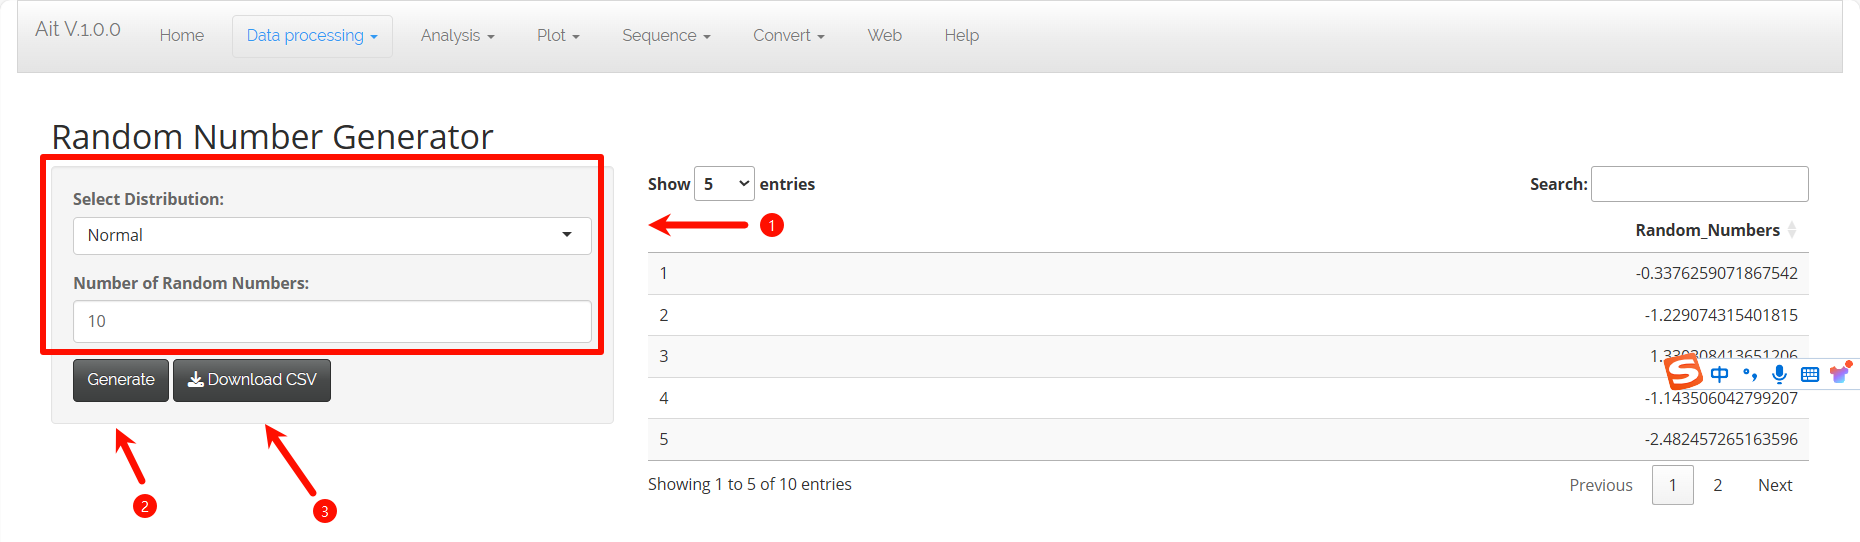 Ait V.1.0.0 Home Data processing Analysis Plot Sequence Convert Web Help
Random Number Generator
Select Distribution:
Normal
Number of Random Numbers:
10
Generate Download CSV
2
3
Show 5 entries Search:
1
Random_Numbers
1 -0.3376259071867542
2 -1.229074315401815
3
4 -1.143506042799207
5 -2.482457265163596
Showing 1 to 5 of 10 entries Previous 1 2 Next
S 中